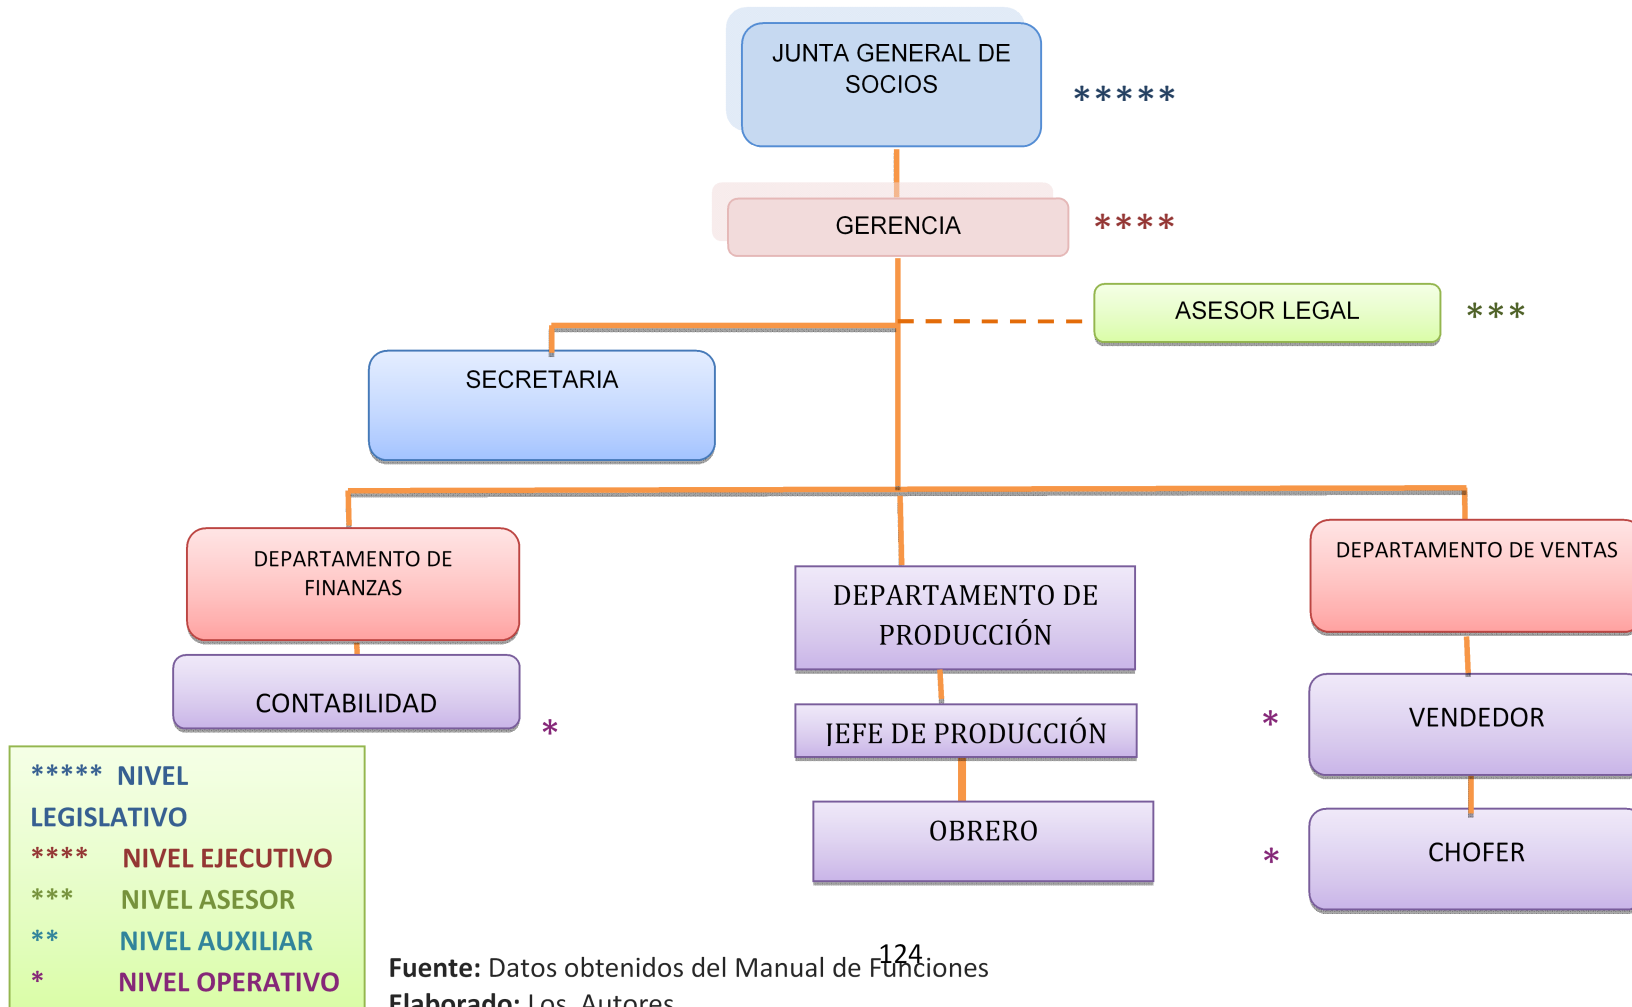 JUNTA GENERAL DE
SOCIOS
*****
GERENCIA
****
ASESOR LEGAL
***
SECRETARIA
DEPARTAMENTO DE
FINANZAS
DEPARTAMENTO DE
PRODUCCIÓN
DEPARTAMENTO DE VENTAS
CONTABILIDAD
*
JEFE DE PRODUCCIÓN
*
VENDEDOR
OBRERO
*
CHOFER
***** NIVEL
LEGISLATIVO
**** NIVEL EJECUTIVO
*** NIVEL ASESOR
** NIVEL AUXILIAR
* NIVEL OPERATIVO
124
Fuente: Datos obtenidos del Manual de Funciones
Elaborado: Los Autores